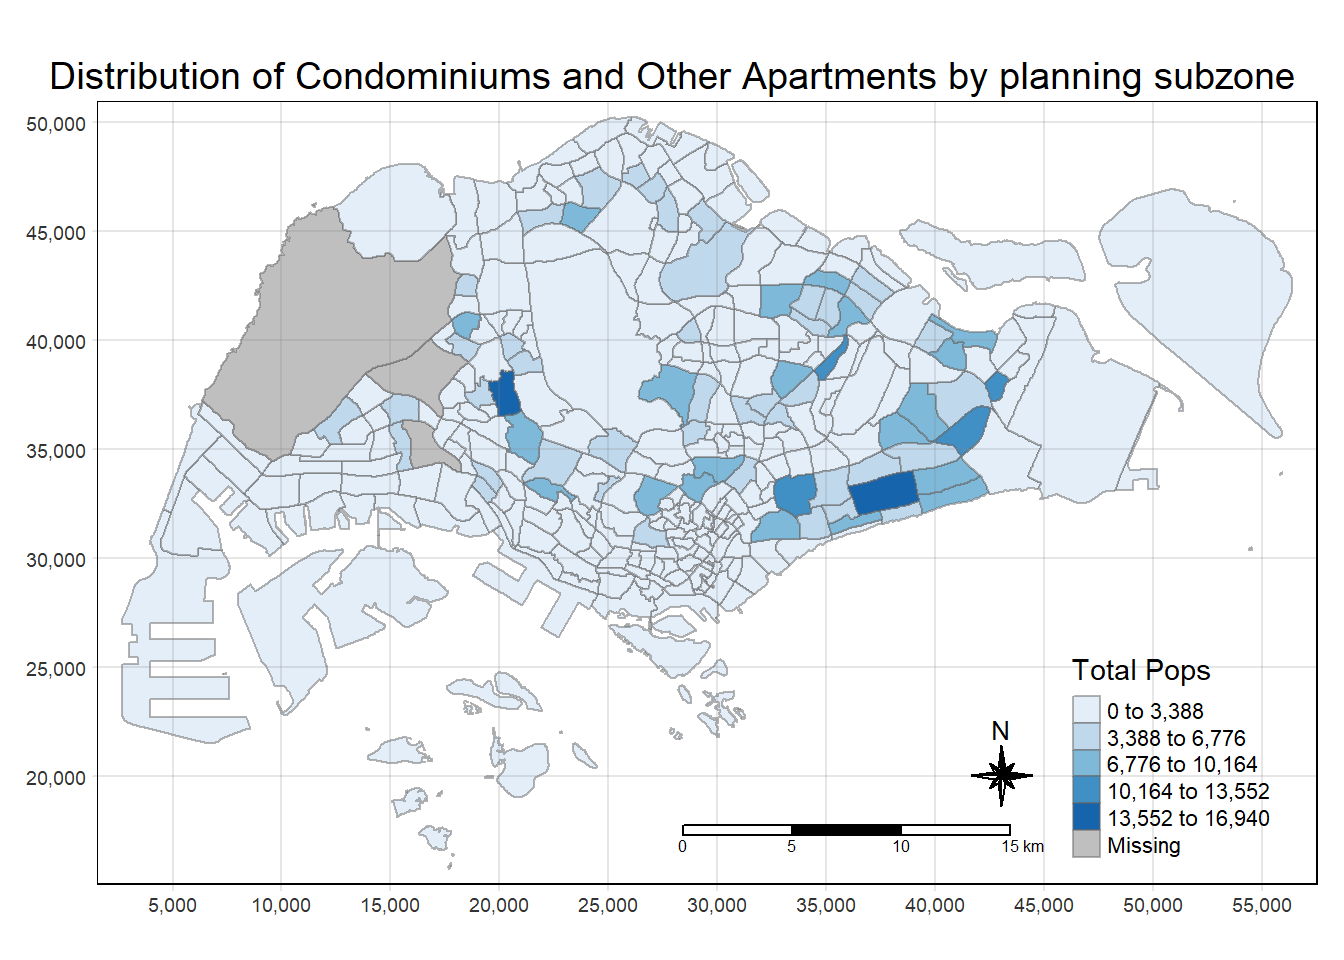 Distribution of Condominiums and Other Apartments by planning subzone
50,000
45,000
40,000
35,000
30,000
25,000
20,000
Total Pops
0 to 3,388
3,388 to 6,776
6,776 to 10,164
10,164 to 13,552
13,552 to 16,940
Missing
N
0 5 10 15 km
5,000 10,000 15,000 20,000 25,000 30,000 35,000 40,000 45,000 50,000 55,000